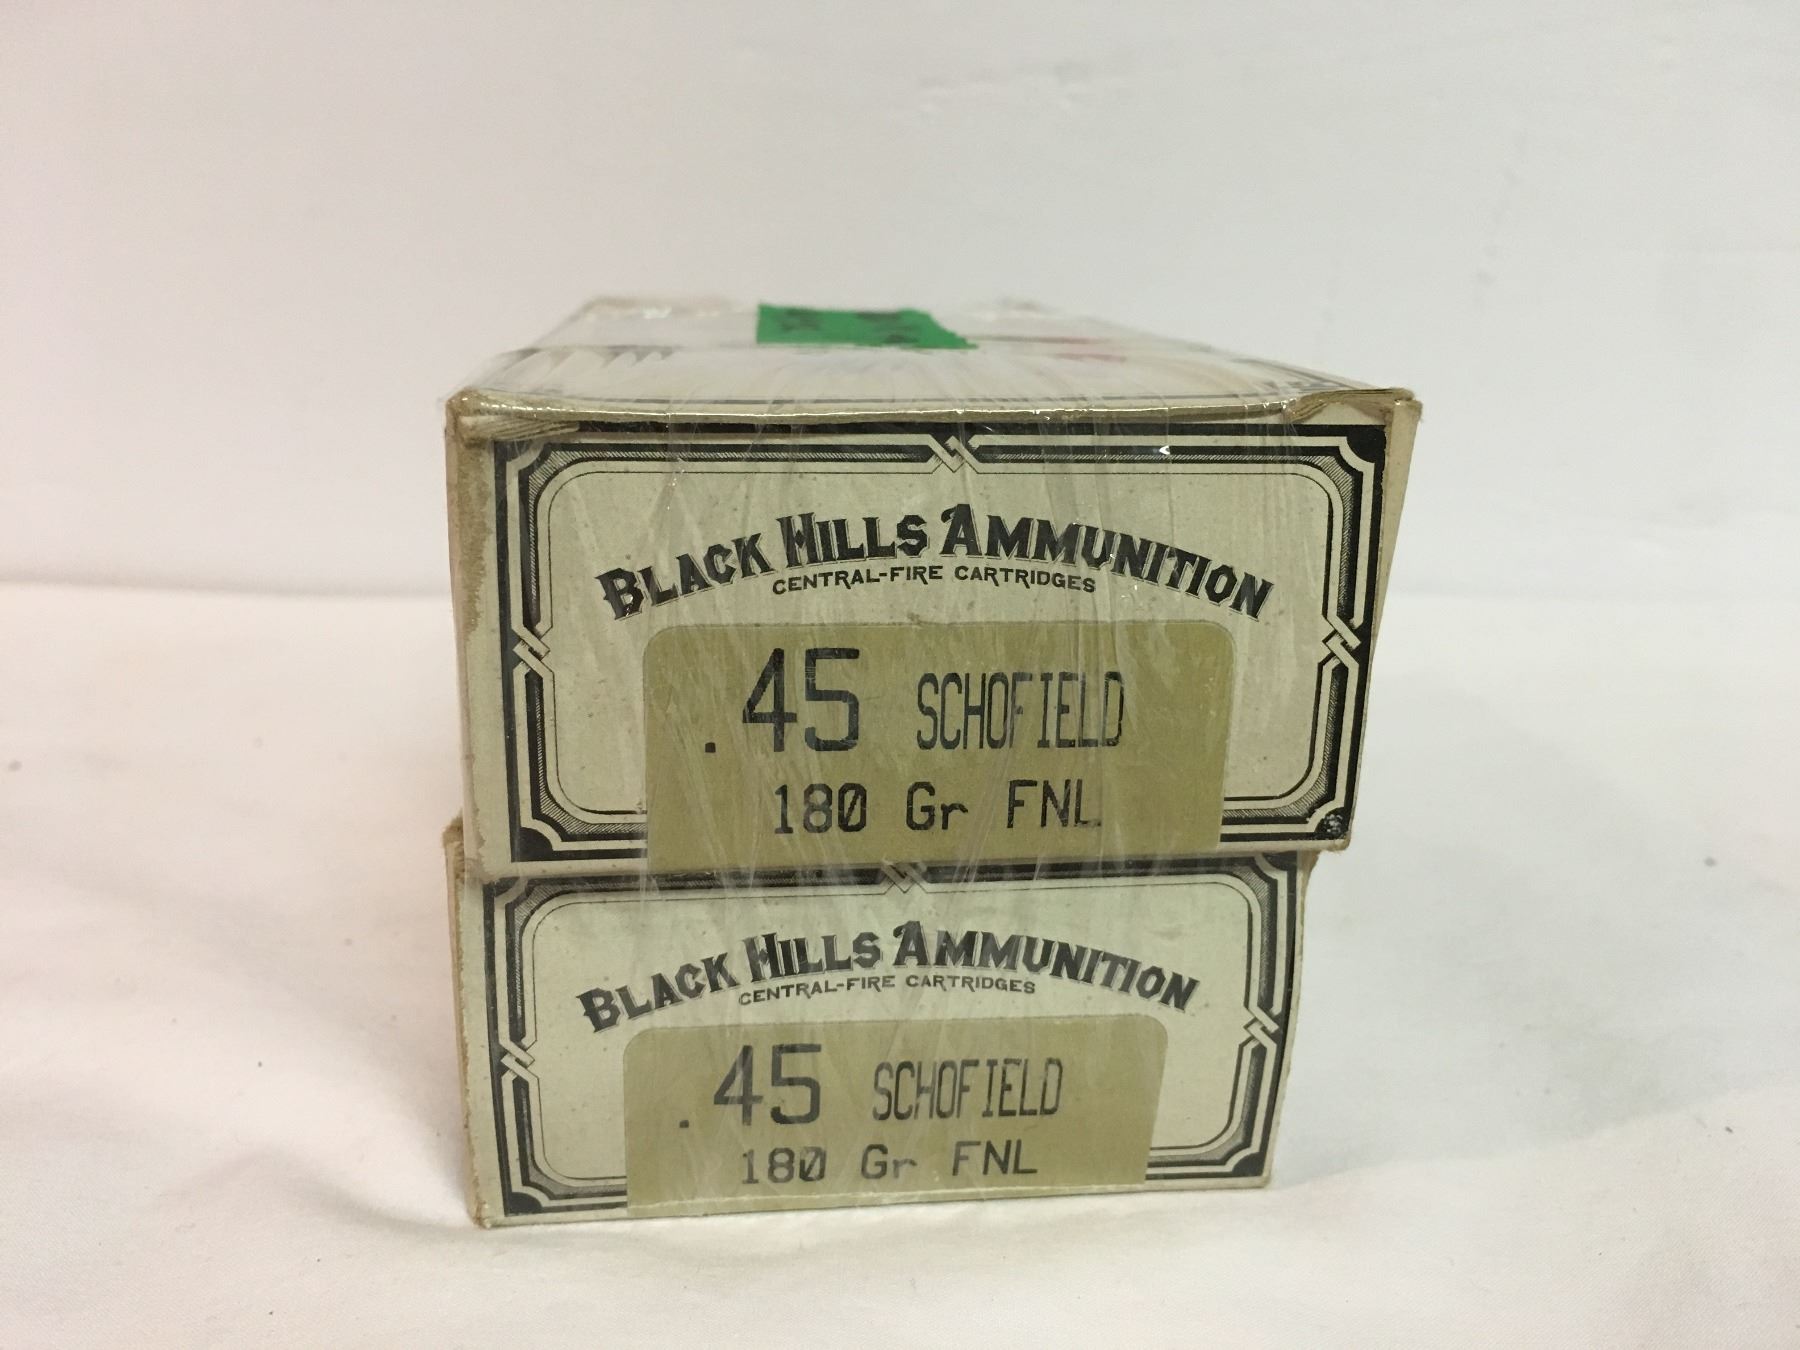 BLACK HILLS AMMUNITION
CENTRAL-FIRE CARTRIDGES
.45 SCHOFIELD
180 Gr FNL
BLACK HILLS AMMUNITION
CENTRAL-FIRE CARTRIDGES
.45 SCHOFIELD
180 Gr FNL